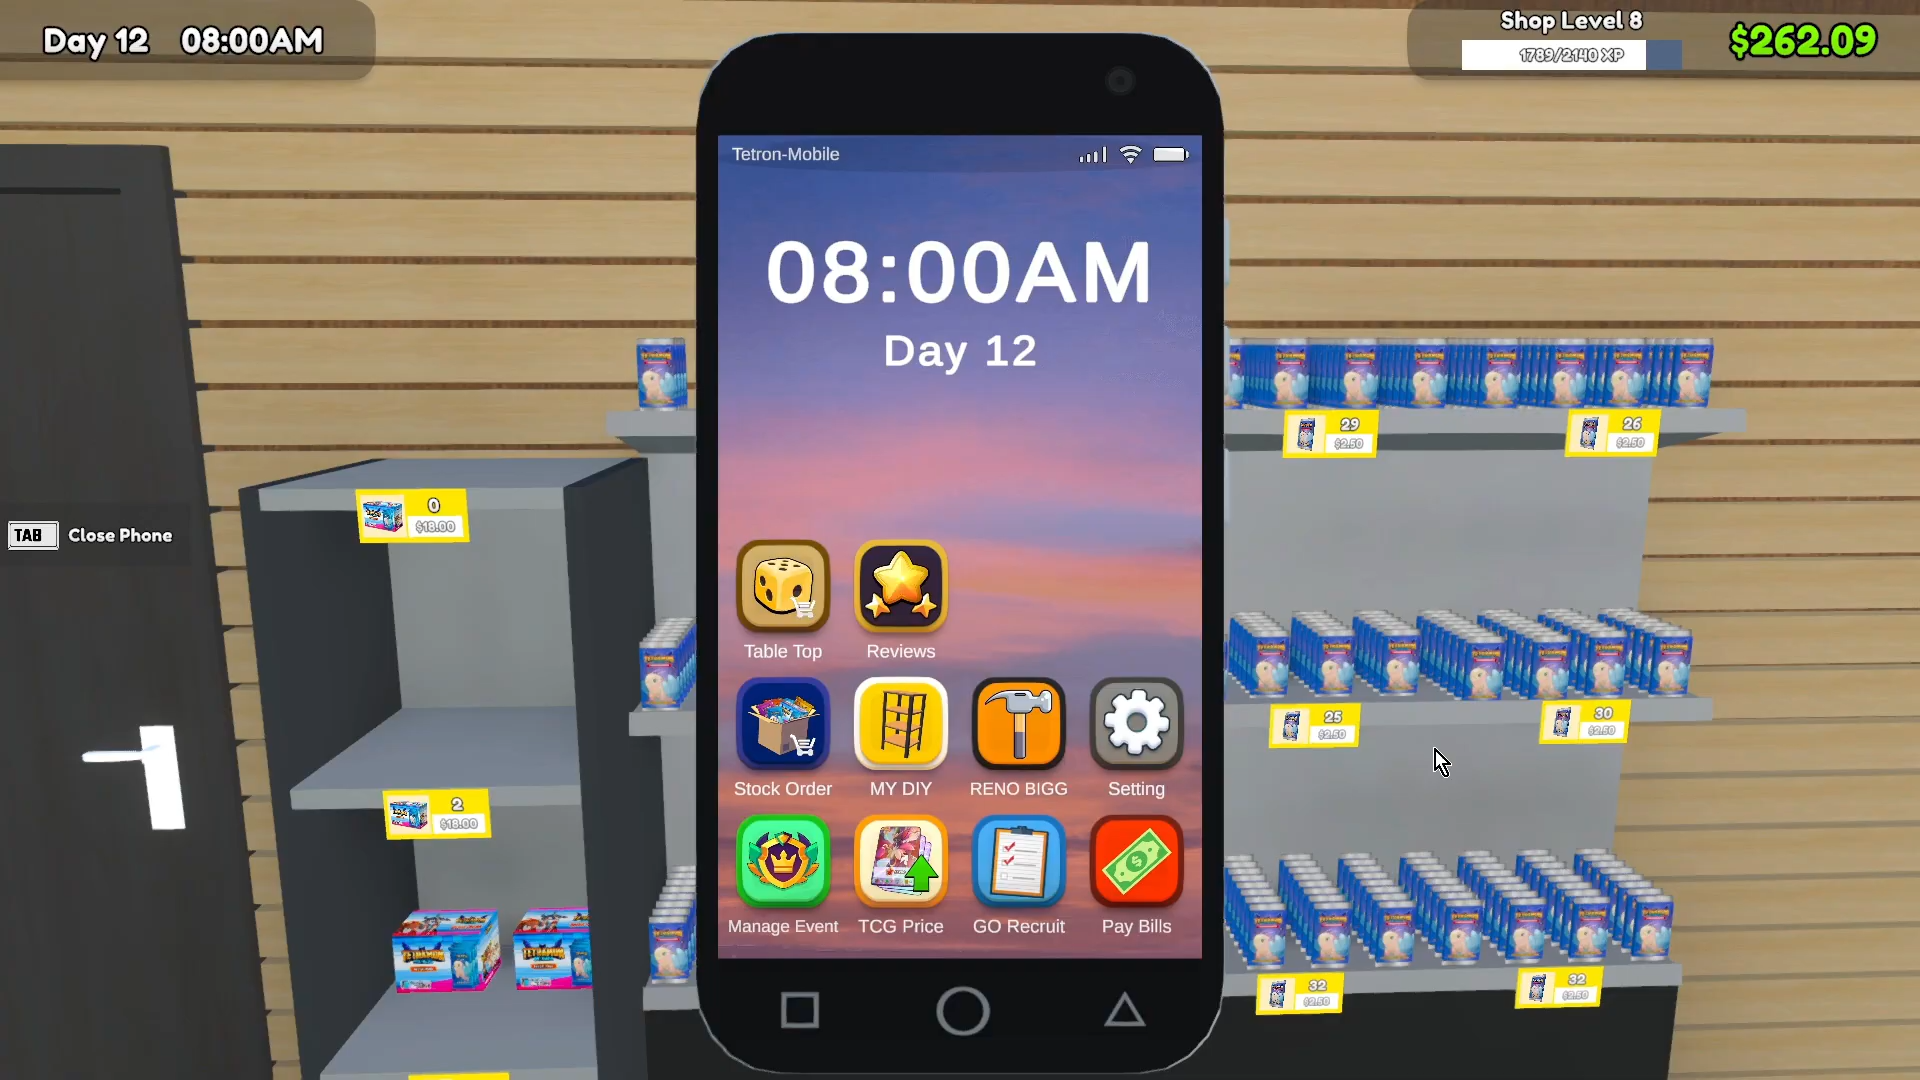 Day 12 08:00AM
Shop Level 8
1789/2140 XP
$262.09
Tetron-Mobile
08:00AM
Day 12
TAB Close Phone
Table Top
Reviews
Stock Order
MY DIY
RENO BIGG
Setting
Manage Event
TCG Price
GO Recruit
Pay Bills
0
$18.00
2
$18.00
29
$2.50
26
$2.50
25
$2.50
30
$2.50
32
$2.50
32
$2.50
TETRAMON
TETRAMON